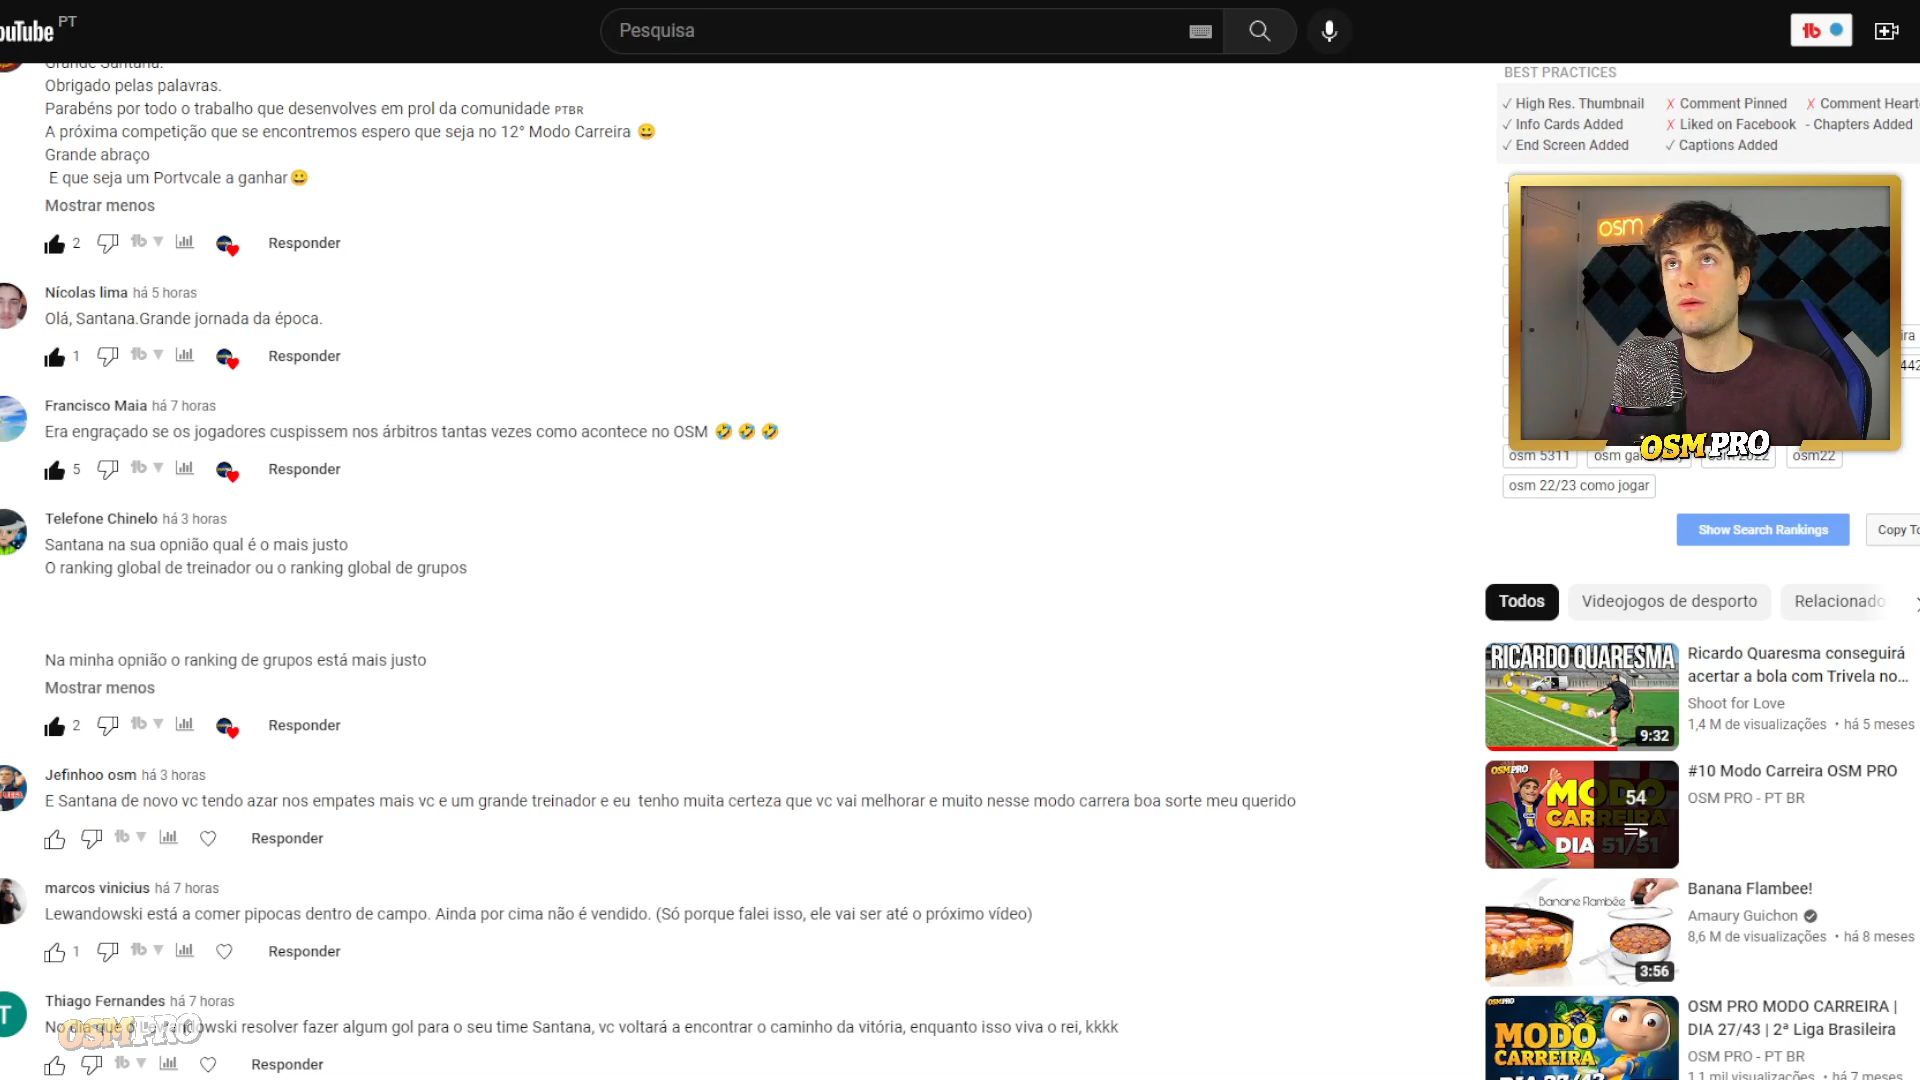 ouTube PT
Pesquisa
Grande Santana.
Obrigado pelas palavras.
Parabéns por todo o trabalho que desenvolves em prol da comunidade PTBR
A próxima competição que se encontremos espero que seja no 12° Modo Carreira 😀
Grande abraço
E que seja um Portvcale a ganhar😀
Mostrar menos
2
Responder
Nícolas lima há 5 horas
Olá, Santana.Grande jornada da época.
1
Responder
Francisco Maia há 7 horas
Era engraçado se os jogadores cuspissem nos árbitros tantas vezes como acontece no OSM 🤣 🤣 🤣
5
Responder
Telefone Chinelo há 3 horas
Santana na sua opnião qual é o mais justo
O ranking global de treinador ou o ranking global de grupos
Na minha opnião o ranking de grupos está mais justo
Mostrar menos
2
Responder
Jefinhoo osm há 3 horas
E Santana de novo vc tendo azar nos empates mais vc e um grande treinador e eu tenho muita certeza que vc vai melhorar e muito nesse modo carrera boa sorte meu querido
Responder
marcos vinicius há 7 horas
Lewandowski está a comer pipocas dentro de campo. Ainda por cima não é vendido. (Só porque falei isso, ele vai ser até o próximo vídeo)
1
Responder
T
Thiago Fernandes há 7 horas
No dia que o Lewandowski resolver fazer algum gol para o seu time Santana, vc voltará a encontrar o caminho da vitória, enquanto isso viva o rei, kkkk
OSM PRO
Responder
BEST PRACTICES
✓ High Res. Thumbnail
✗ Comment Pinned
✗ Comment Hearte
✓ Info Cards Added
✗ Liked on Facebook
- Chapters Added
✓ End Screen Added
✓ Captions Added
osm
OSM PRO
ira
442
osm 5311
osm 2022
osm22
osm 22/23 como jogar
Show Search Rankings
Copy To
Todos
Videojogos de desporto
Relacionado
RICARDO QUARESMA
9:32
Ricardo Quaresma conseguirá
acertar a bola com Trivela no...
Shoot for Love
1,4 M de visualizações • há 5 meses
OSM PRO
MODO
CARREIRA
DIA 51/51
54
#10 Modo Carreira OSM PRO
OSM PRO - PT BR
Banane Flambée
3:56
Banana Flambee!
Amaury Guichon
8,6 M de visualizações • há 8 meses
OSM PRO
MODO
CARREIRA
DIA 27/43
OSM PRO MODO CARREIRA |
DIA 27/43 | 2ª Liga Brasileira
OSM PRO - PT BR
1,1 mil visualizações • há 7 meses